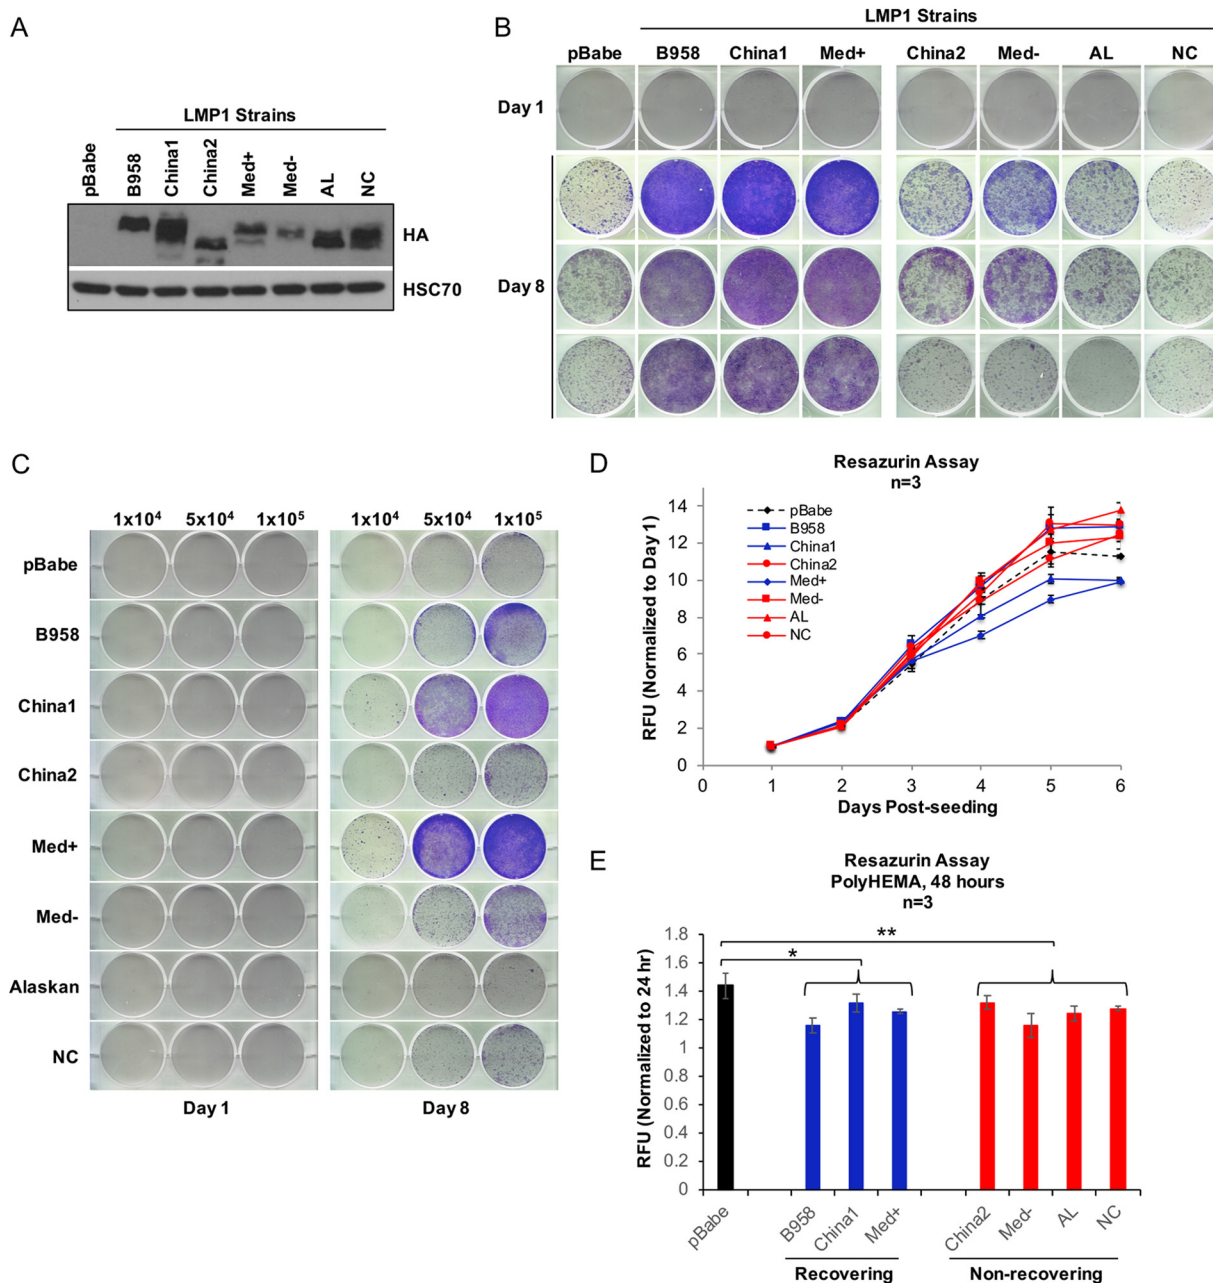 A
LMP1 Strains
pBabe
B958
China1
China2
Med+
Med-
AL
NC
HA
HSC70
B
LMP1 Strains
pBabe B958 China1 Med+ China2 Med- AL NC
Day 1
Day 8
C
1x10⁴ 5x10⁴ 1x10⁵ 1x10⁴ 5x10⁴ 1x10⁵
pBabe
B958
China1
China2
Med+
Med-
Alaskan
NC
Day 1 Day 8
D
Resazurin Assay
n=3
RFU (Normalized to Day 1)
14
12
10
8
6
4
2
0
pBabe
B958
China1
China2
Med+
Med-
AL
NC
0 1 2 3 4 5 6
Days Post-seeding
E
Resazurin Assay
PolyHEMA, 48 hours
n=3
RFU (Normalized to 24 hr)
1.8
1.6
1.4
1.2
1
0.8
0.6
0.4
0.2
0
*
**
pBabe
B958
China1
Med+
China2
Med-
AL
NC
Recovering Non-recovering